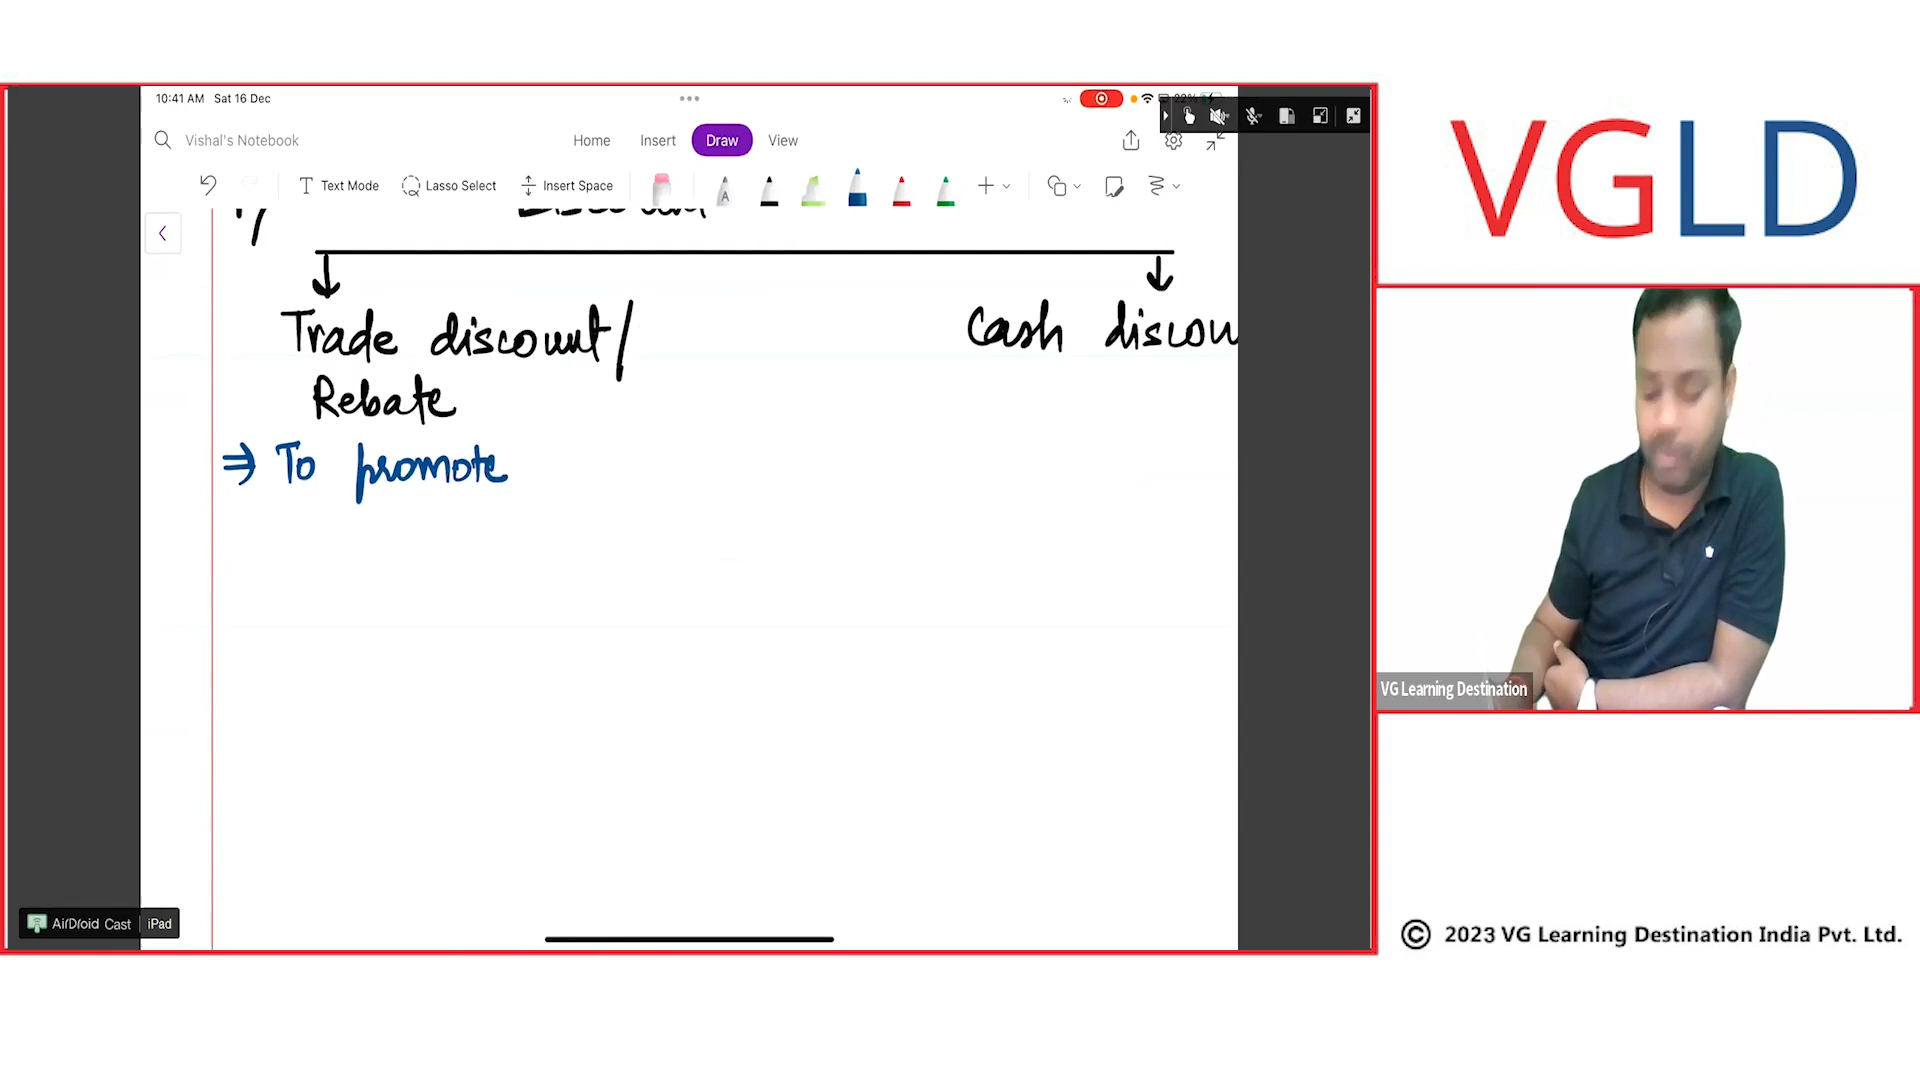 10:41 AM Sat 16 Dec
22%
Vishal's Notebook
Home Insert Draw View
Text Mode Lasso Select Insert Space
Trade discount/ Cash discou
Rebate
⇒ To promote
AirDroid Cast iPad
VGLD
VG Learning Destination
© 2023 VG Learning Destination India Pvt. Ltd.